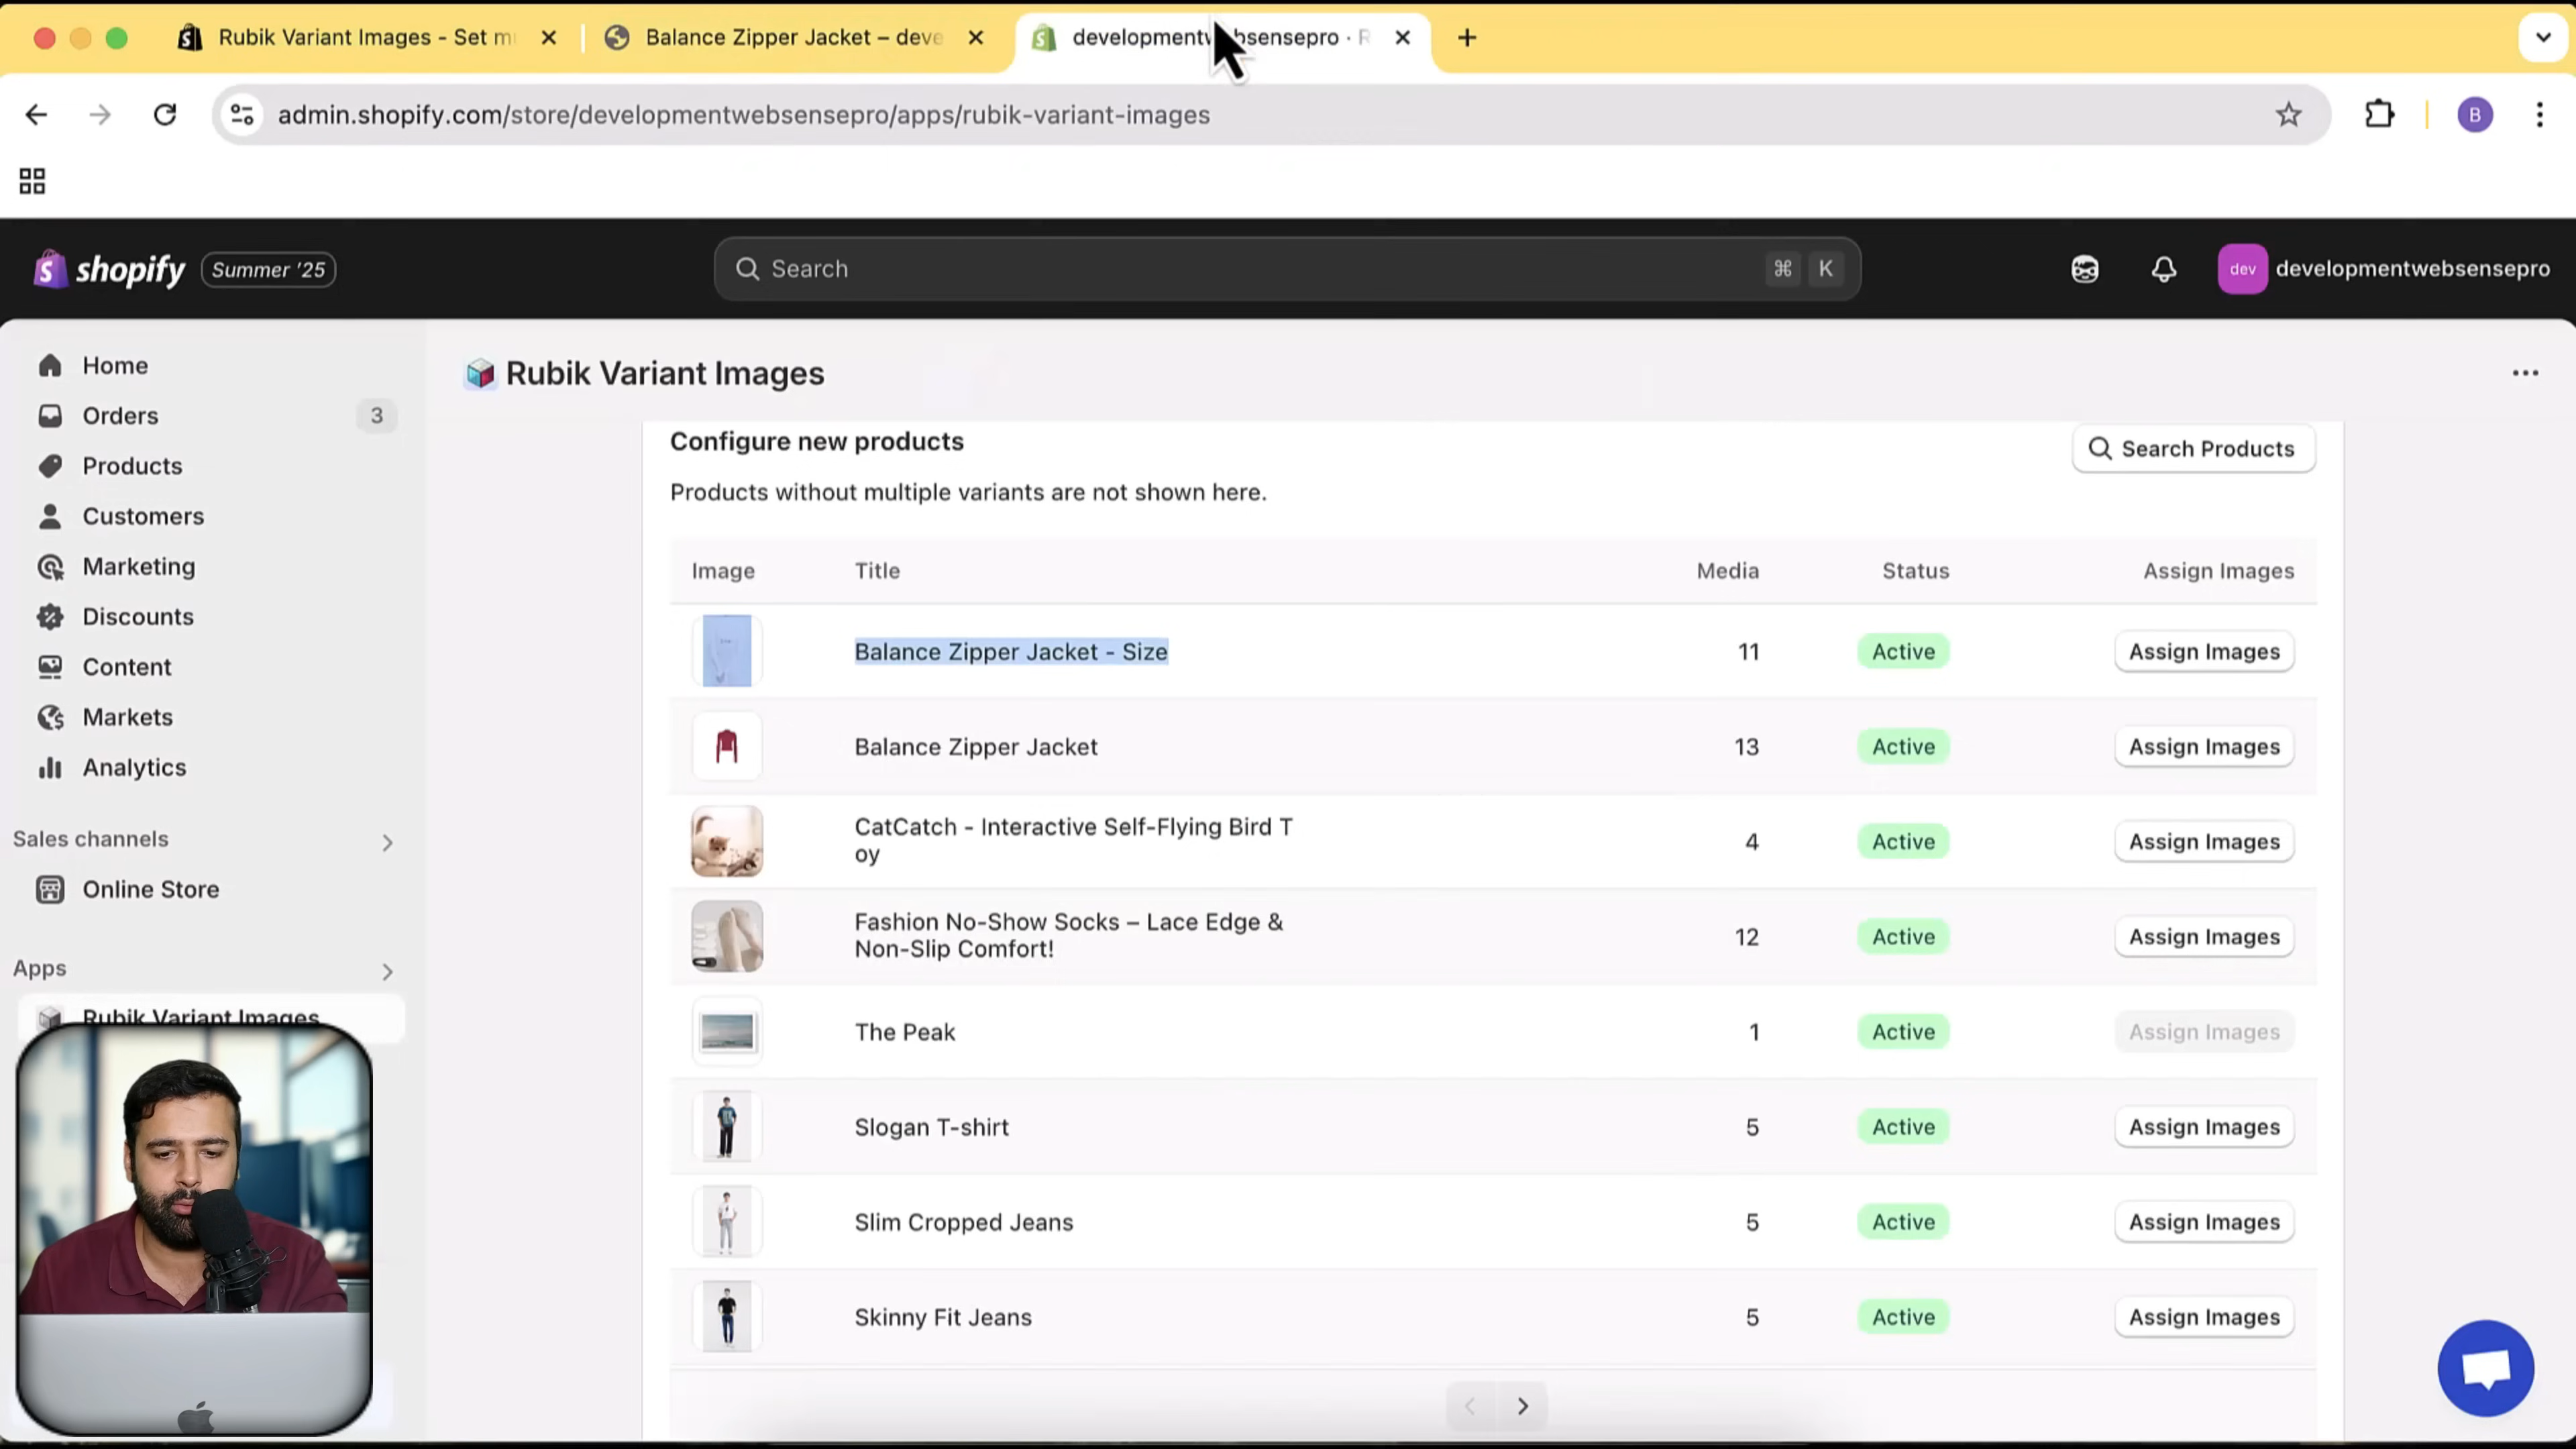 Rubik Variant Images - Set m
Balance Zipper Jacket – deve
admin.shopify.com/store/developmentwebsensepro/apps/rubik-variant-images
B
shopify
Summer '25
Search
⌘ K
dev
developmentwebsensepro
Home
Orders
3
Products
Customers
Marketing
Discounts
Content
Markets
Analytics
Sales channels
Online Store
Apps
Rubik Variant Images
Rubik Variant Images
Configure new products
Search Products
Products without multiple variants are not shown here.
Image Title Media Status Assign Images
Balance Zipper Jacket - Size 11 Active Assign Images
Balance Zipper Jacket 13 Active Assign Images
CatCatch - Interactive Self-Flying Bird T
oy
4 Active Assign Images
Fashion No-Show Socks – Lace Edge &
Non-Slip Comfort!
12 Active Assign Images
The Peak 1 Active Assign Images
Slogan T-shirt 5 Active Assign Images
Slim Cropped Jeans 5 Active Assign Images
Skinny Fit Jeans 5 Active Assign Images